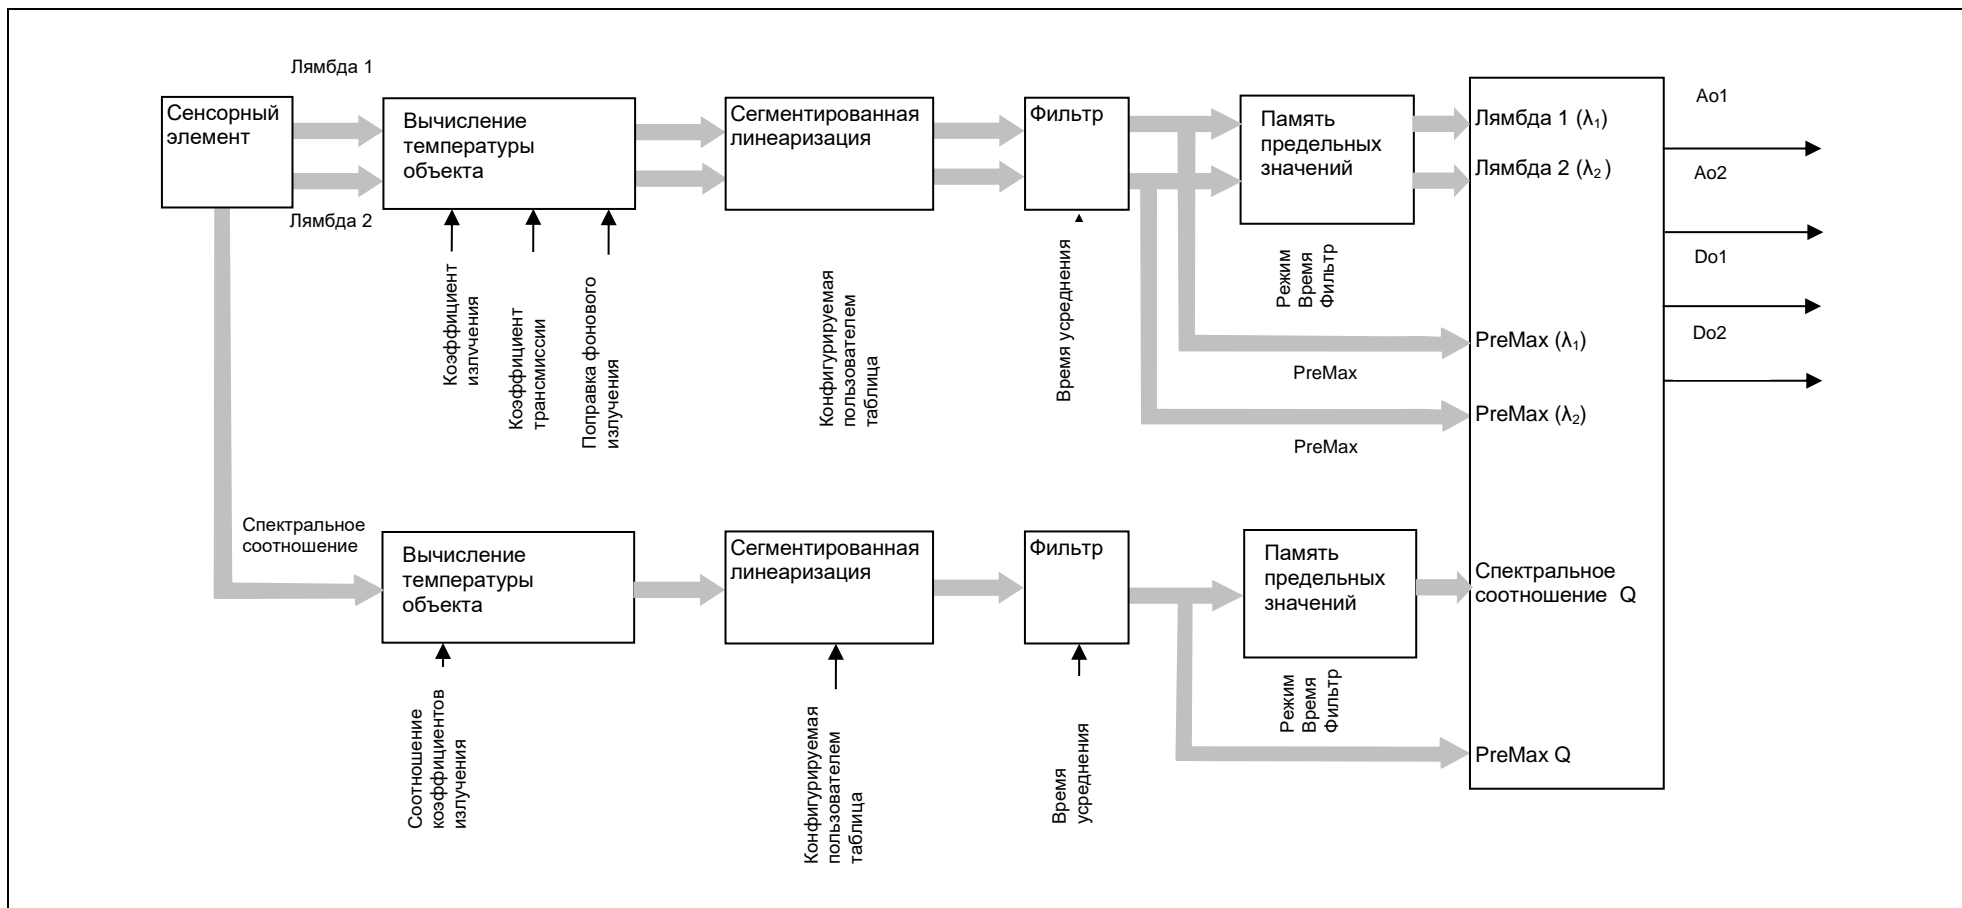 Лямбда 1
Сенсорный
элемент
Лямбда 2
Вычисление
температуры
объекта
Сегментированная
линеаризация
Фильтр
Память
предельных
значений
Лямбда 1 (λ₁)
Лямбда 2 (λ₂ )
Ao1
Ao2
Do1
Do2
Коэффициент
излучения
Коэффициент
трансмиссии
Поправка фонового
излучения
Конфигурируемая
пользователем
таблица
Время усреднения
Режим
Время
Фильтр
PreMax (λ₁)
PreMax
PreMax (λ₂)
PreMax
Спектральное
соотношение
Вычисление
температуры
объекта
Сегментированная
линеаризация
Фильтр
Память
предельных
значений
Спектральное
соотношение Q
Соотношение
коэффициентов
излучения
Конфигурируемая
пользователем
таблица
Время
усреднения
Режим
Время
Фильтр
PreMax Q